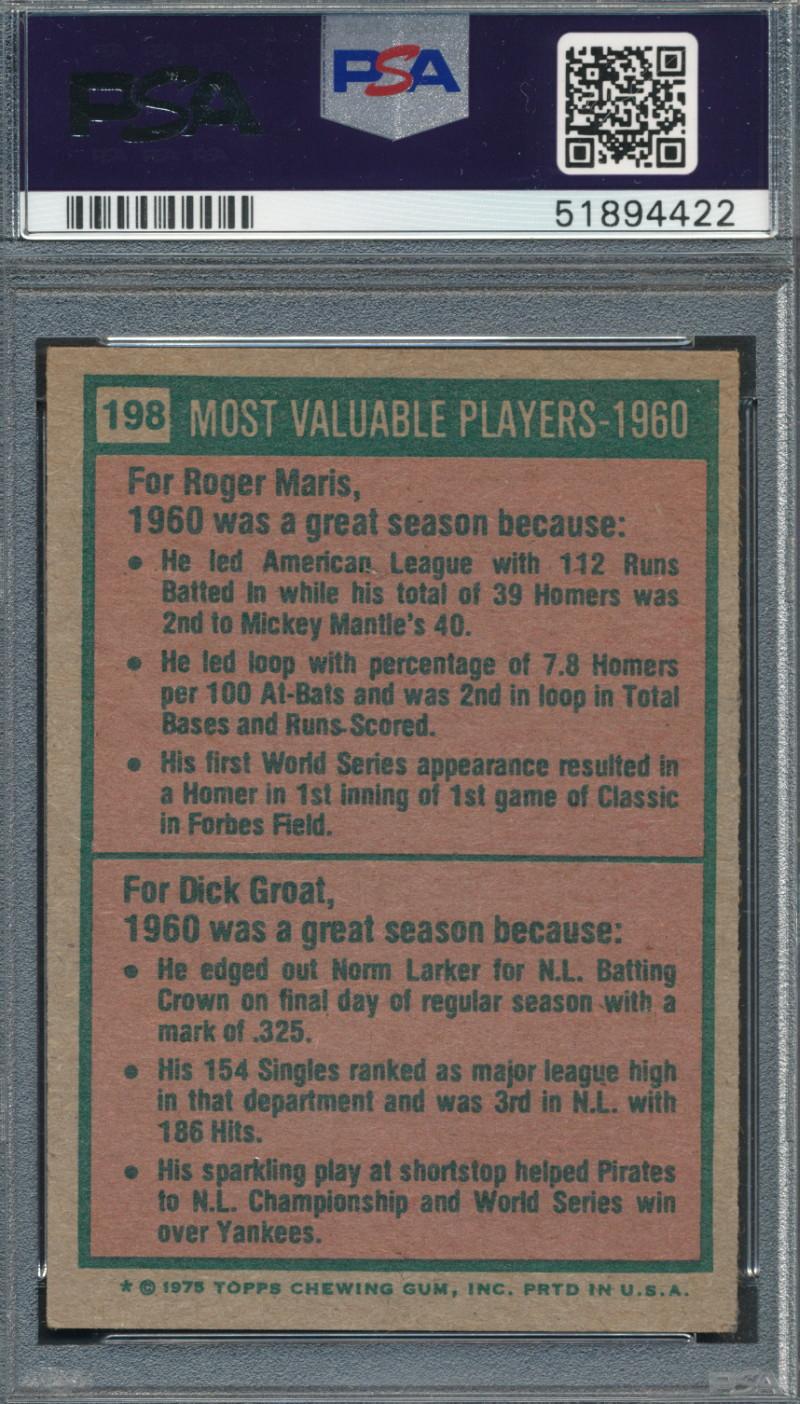 PSA
PSA
51894422
198 MOST VALUABLE PLAYERS-1960
For Roger Maris,
1960 was a great season because:
• He led American League with 112 Runs
Batted In while his total of 39 Homers was
2nd to Mickey Mantle's 40.
• He led loop with percentage of 7.8 Homers
per 100 At-Bats and was 2nd in loop in Total
Bases and Runs-Scored.
• His first World Series appearance resulted in
a Homer in 1st inning of 1st game of Classic
in Forbes Field.
For Dick Groat,
1960 was a great season because:
• He edged out Norm Larker for N.L. Batting
Crown on final day of regular season with a
mark of .325.
• His 154 Singles ranked as major league high
in that department and was 3rd in N.L. with
186 Hits.
• His sparkling play at shortstop helped Pirates
to N.L. Championship and World Series win
over Yankees.
* © 1975 TOPPS CHEWING GUM, INC. PRTD IN U.S.A.
PSA